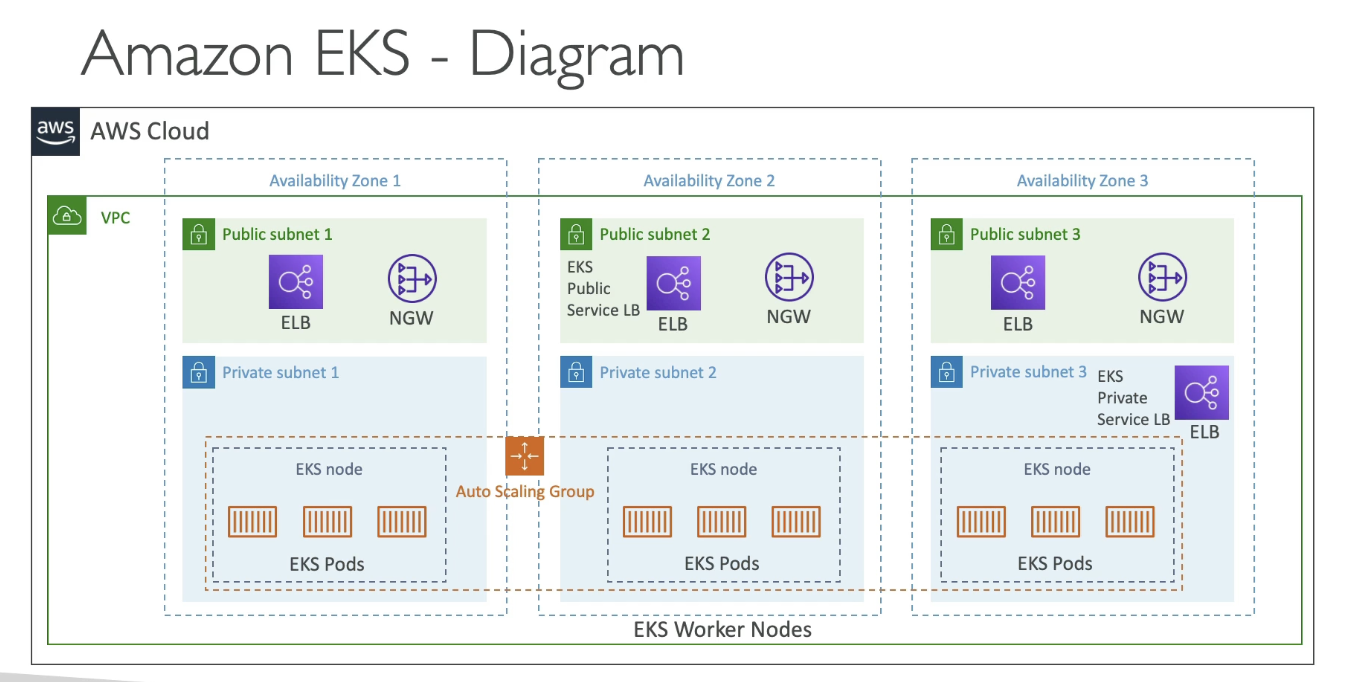 Amazon EKS - Diagram
aws
AWS Cloud
Availability Zone 1
Availability Zone 2
Availability Zone 3
VPC
Public subnet 1
ELB
NGW
Public subnet 2
EKS
Public
Service LB
ELB
NGW
Public subnet 3
ELB
NGW
Private subnet 1
Private subnet 2
Private subnet 3
EKS
Private
Service LB
ELB
Auto Scaling Group
EKS node
EKS Pods
EKS node
EKS Pods
EKS node
EKS Pods
EKS Worker Nodes